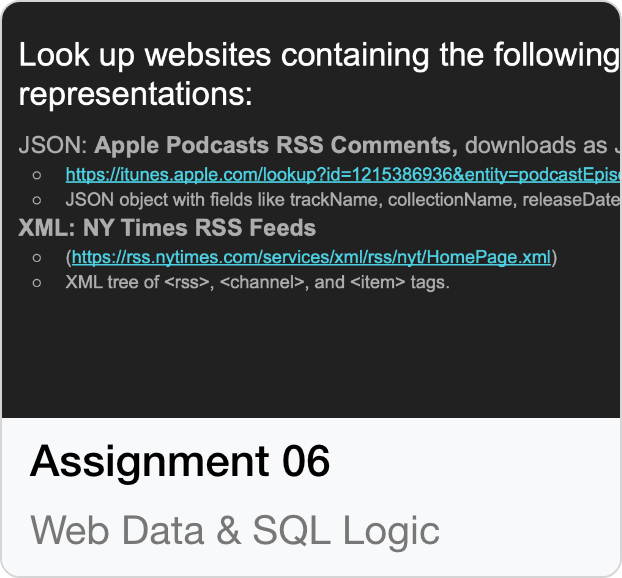 Look up websites containing the following
representations:
JSON: Apple Podcasts RSS Comments, downloads as
○ https://itunes.apple.com/lookup?id=1215386936&entity=podcastEpis
○ JSON object with fields like trackName, collectionName, releaseDate
XML: NY Times RSS Feeds
○ (https://rss.nytimes.com/services/xml/rss/nyt/HomePage.xml)
○ XML tree of <rss>, <channel>, and <item> tags.
Assignment 06
Web Data & SQL Logic